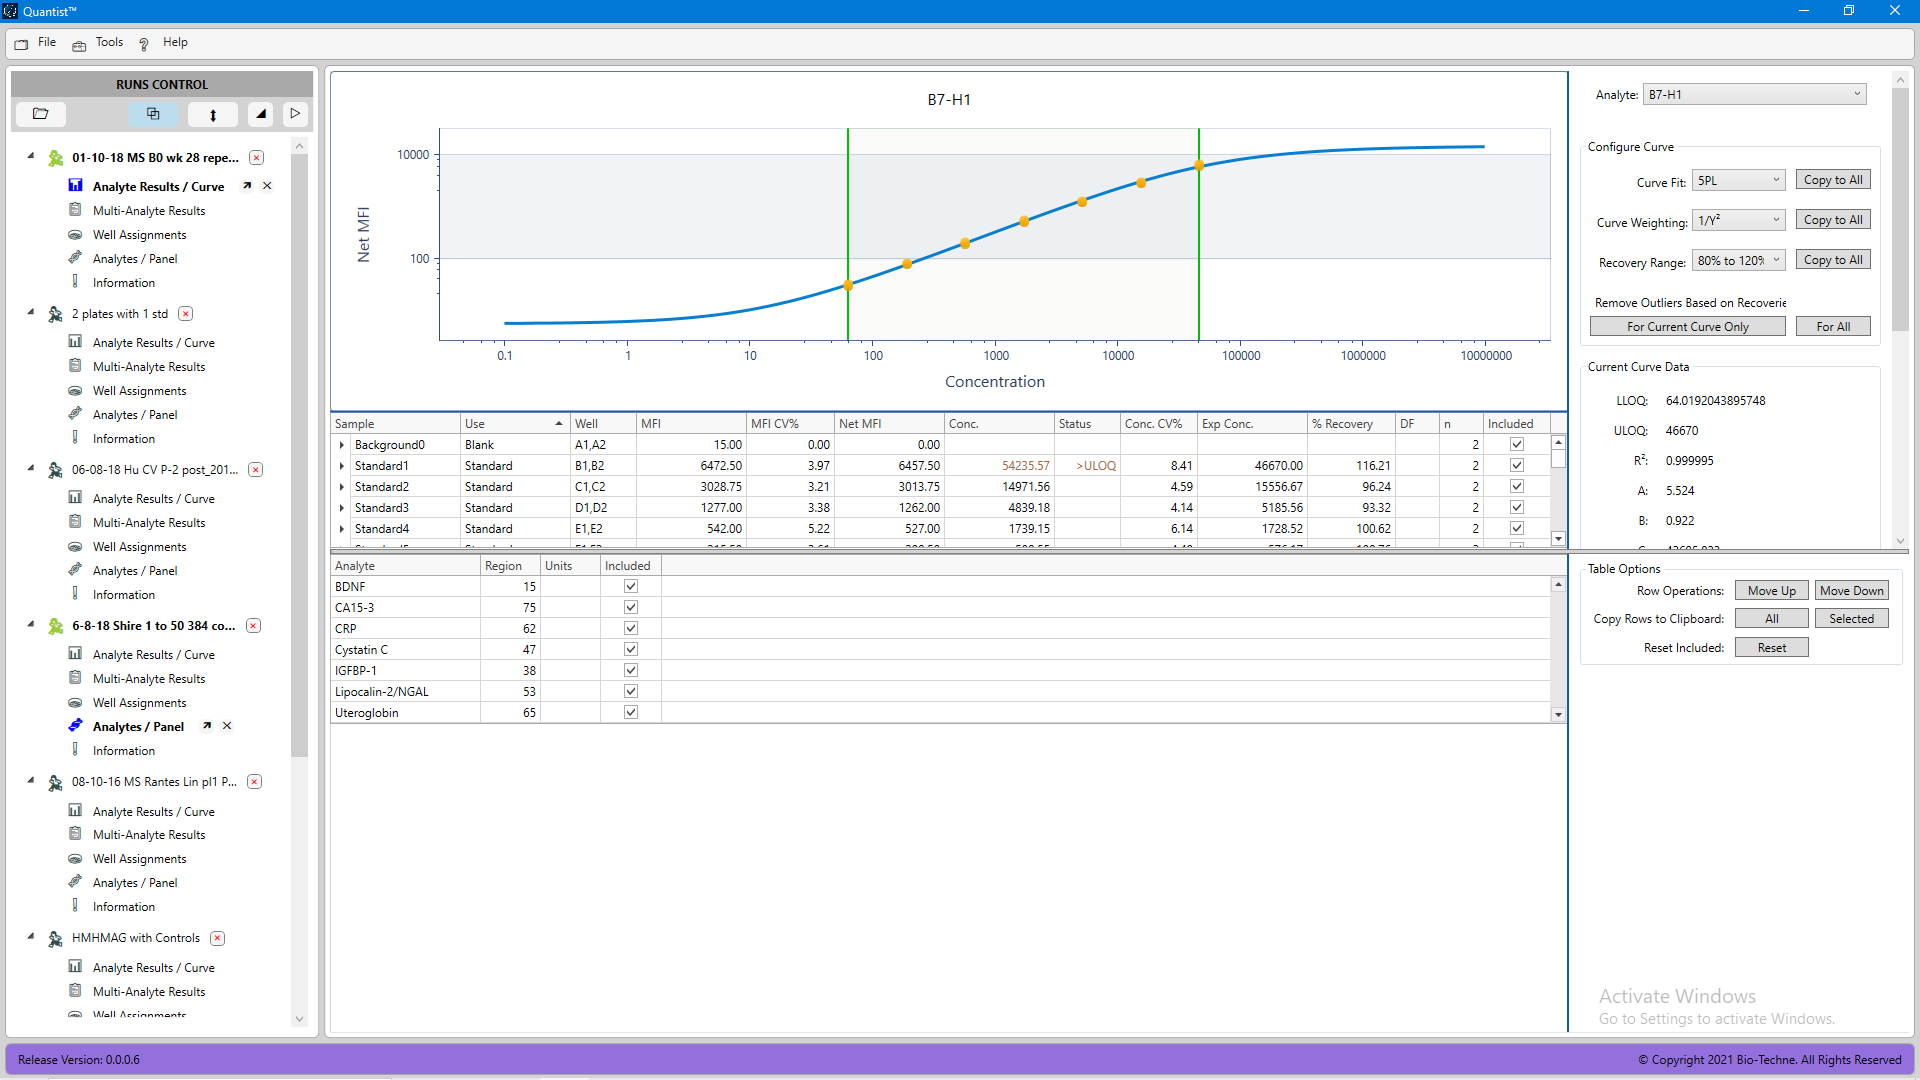 Quantist™
File Tools Help
RUNS CONTROL
01-10-18 MS B0 wk 28 repe...
Analyte Results / Curve
Multi-Analyte Results
Well Assignments
Analytes / Panel
Information
2 plates with 1 std
Analyte Results / Curve
Multi-Analyte Results
Well Assignments
Analytes / Panel
Information
06-08-18 Hu CV P-2 post_201...
Analyte Results / Curve
Multi-Analyte Results
Well Assignments
Analytes / Panel
Information
6-8-18 Shire 1 to 50 384 co...
Analyte Results / Curve
Multi-Analyte Results
Well Assignments
Analytes / Panel
Information
08-10-16 MS Rantes Lin pl1 P...
Analyte Results / Curve
Multi-Analyte Results
Well Assignments
Analytes / Panel
Information
HMHMAG with Controls
Analyte Results / Curve
Multi-Analyte Results
Well Assignments
B7-H1
Net MFI
10000
100
0.1 1 10 100 1000 10000 100000 1000000 10000000
Concentration
Sample Use Well MFI MFI CV% Net MFI Conc. Status Conc. CV% Exp Conc. % Recovery DF n Included
Background0 Blank A1,A2 15.00 0.00 0.00 2
Standard1 Standard B1,B2 6472.50 3.97 6457.50 54235.57 >ULOQ 8.41 46670.00 116.21 2
Standard2 Standard C1,C2 3028.75 3.21 3013.75 14971.56 4.59 15556.67 96.24 2
Standard3 Standard D1,D2 1277.00 3.38 1262.00 4839.18 4.14 5185.56 93.32 2
Standard4 Standard E1,E2 542.00 5.22 527.00 1739.15 6.14 1728.52 100.62 2
Analyte Region Units Included
BDNF 15
CA15-3 75
CRP 62
Cystatin C 47
IGFBP-1 38
Lipocalin-2/NGAL 53
Uteroglobin 65
Analyte: B7-H1
Configure Curve
Curve Fit: 5PL Copy to All
Curve Weighting: 1/Y² Copy to All
Recovery Range: 80% to 120% Copy to All
Remove Outliers Based on Recoverie
For Current Curve Only For All
Current Curve Data
LLOQ: 64.0192043895748
ULOQ: 46670
R²: 0.999995
A: 5.524
B: 0.922
Table Options
Row Operations: Move Up Move Down
Copy Rows to Clipboard: All Selected
Reset Included: Reset
Activate Windows
Go to Settings to activate Windows.
Release Version: 0.0.0.6
© Copyright 2021 Bio-Techne. All Rights Reserved